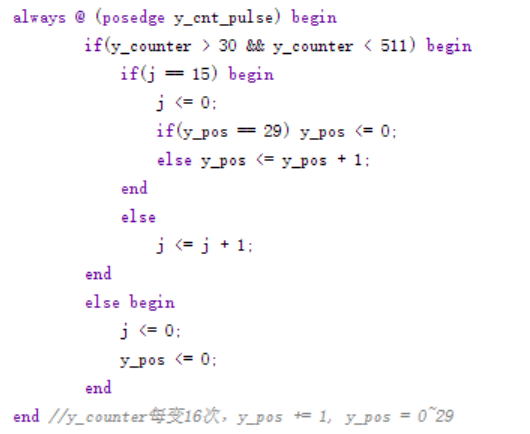 always @ (posedge y_cnt_pulse) begin
if(y_counter > 30 && y_counter < 511) begin
if(j == 15) begin
j <= 0;
if(y_pos == 29) y_pos <= 0;
else y_pos <= y_pos + 1;
end
else
j <= j + 1;
end
else begin
j <= 0;
y_pos <= 0;
end
end //y_counter每变16次，y_pos += 1, y_pos = 0~29